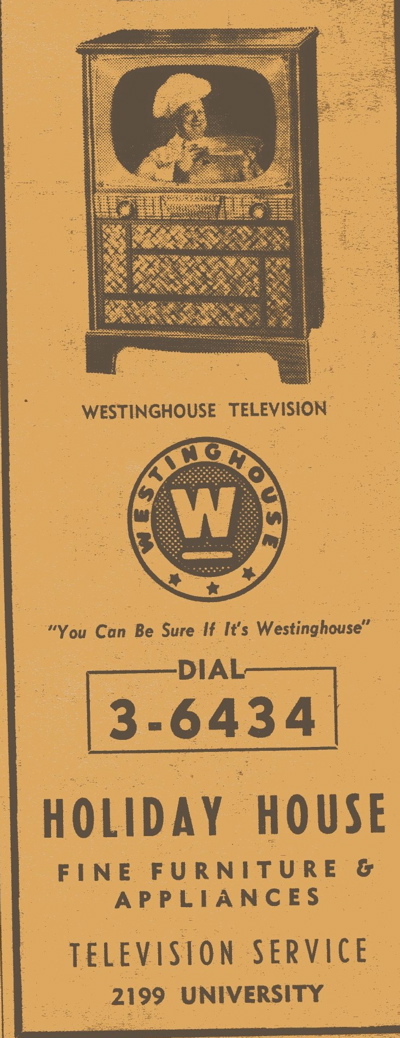 WESTINGHOUSE TELEVISION
WESTINGHOUSE
W
"You Can Be Sure If It's Westinghouse"
DIAL
3-6434
HOLIDAY HOUSE
FINE FURNITURE &
APPLIANCES
TELEVISION SERVICE
2199 UNIVERSITY